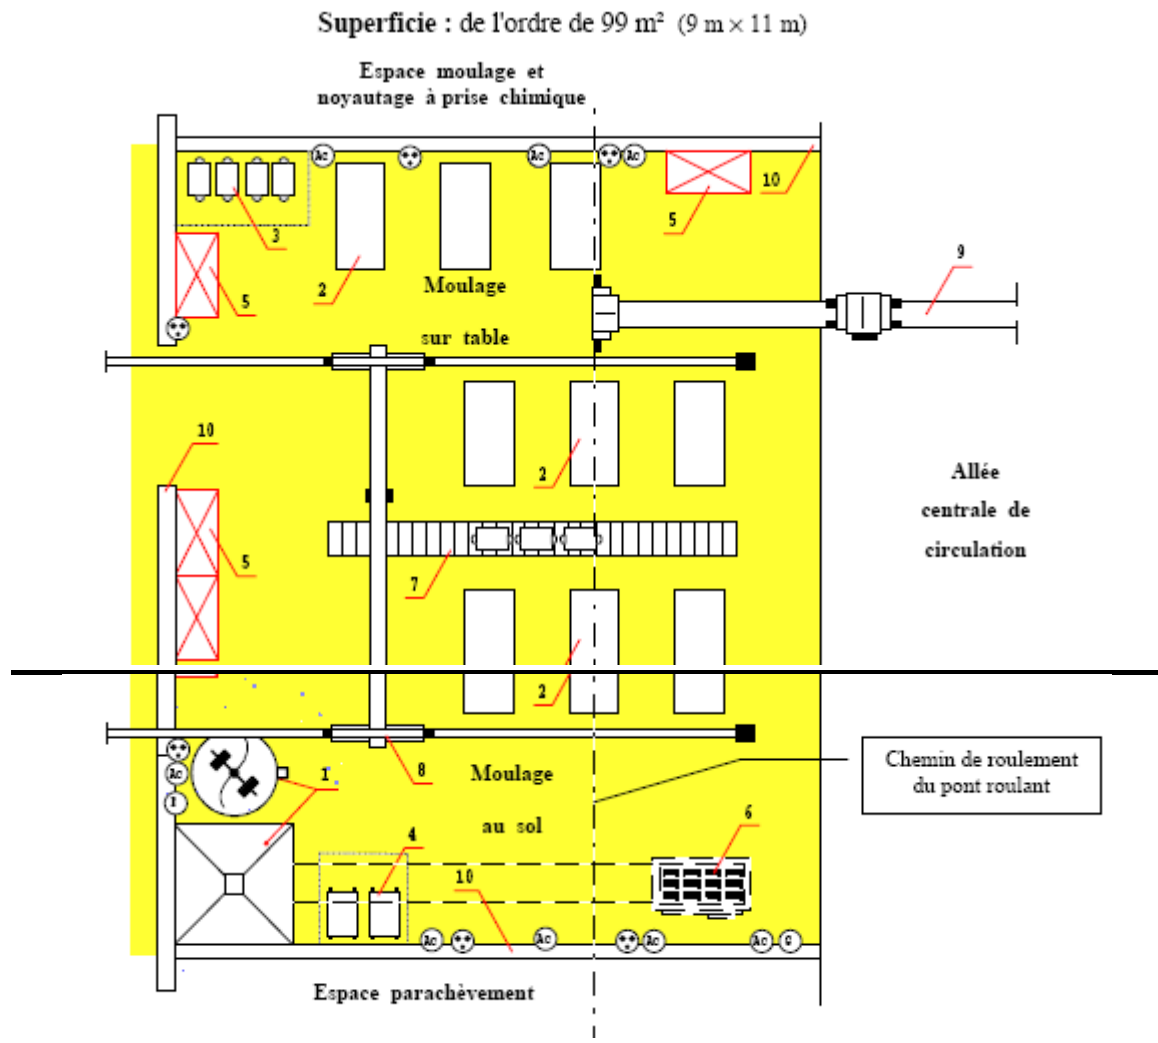 Superficie : de l'ordre de 99 m² (9 m × 11 m)
Espace moulage et
noyautage à prise chimique
Ac
Ac
Ac
10
3
5
9
2
5
Moulage
sur table
10
2
Allée
centrale de
circulation
5
7
2
8
Moulage
au sol
Chemin de roulement
du pont roulant
Ac
1
6
4
10
Ac
Ac
Ac
Ac
G
Espace parachèvement